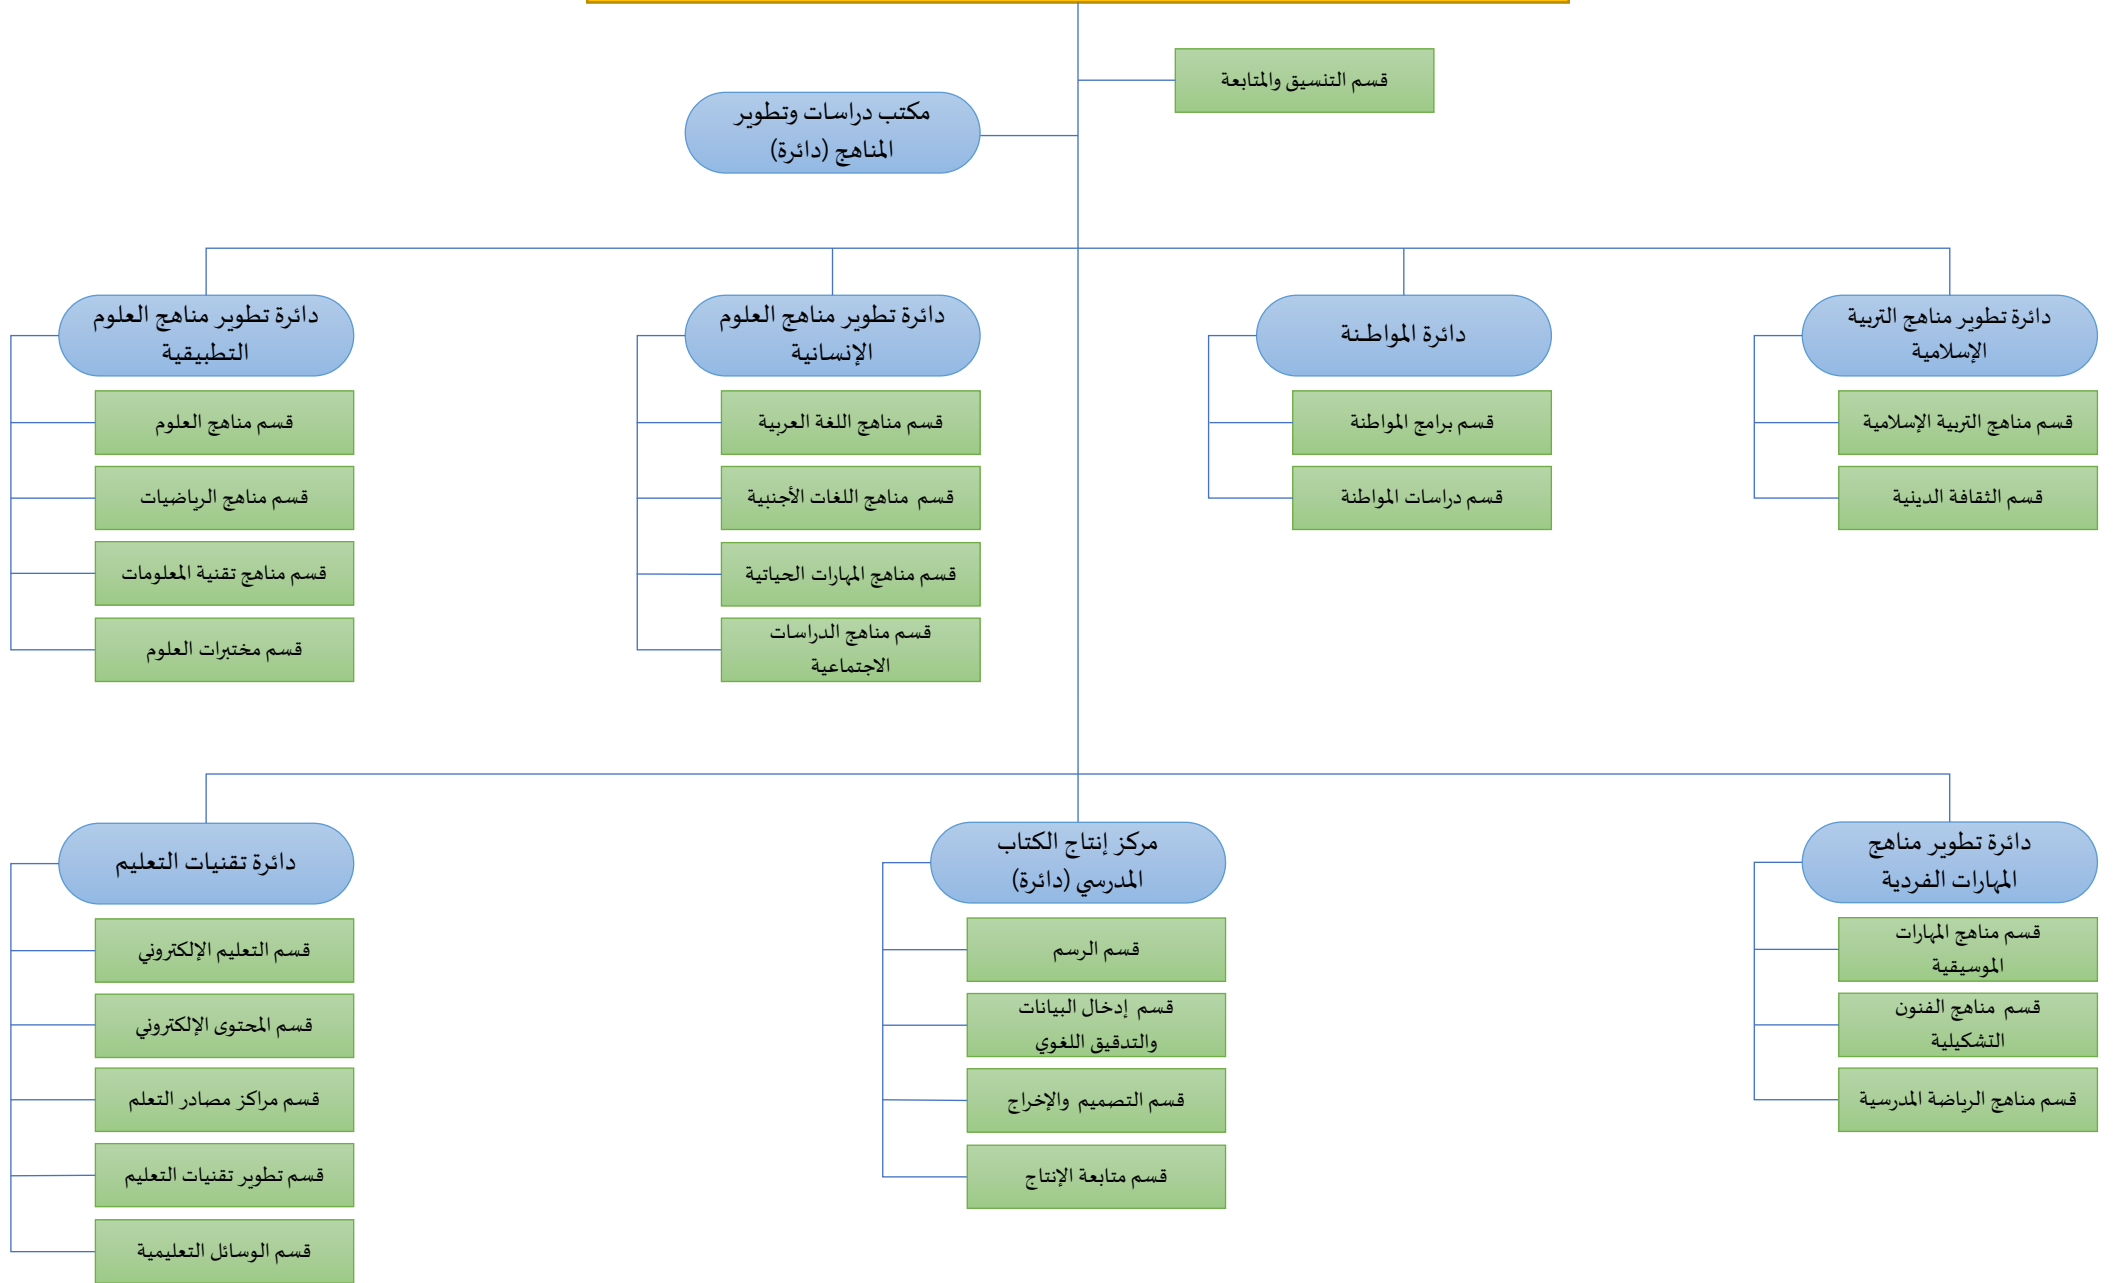 قسم التنسيق والمتابعة
مكتب دراسات وتطوير
المناهج (دائرة)
دائرة تطوير مناهج التربية
الإسلامية
قسم مناهج التربية الإسلامية
قسم الثقافة الدينية
دائرة المواطنة
قسم برامج المواطنة
قسم دراسات المواطنة
دائرة تطوير مناهج العلوم
الإنسانية
قسم مناهج اللغة العربية
قسم مناهج اللغات الأجنبية
قسم مناهج المهارات الحياتية
قسم مناهج الدراسات
الاجتماعية
دائرة تطوير مناهج العلوم
التطبيقية
قسم مناهج العلوم
قسم مناهج الرياضيات
قسم مناهج تقنية المعلومات
قسم مختبرات العلوم
دائرة تطوير مناهج
المهارات الفردية
قسم مناهج المهارات
الموسيقية
قسم مناهج الفنون
التشكيلية
قسم مناهج الرياضة المدرسية
مركز إنتاج الكتاب
المدرسي (دائرة)
قسم الرسم
قسم إدخال البيانات
والتدقيق اللغوي
قسم التصميم والإخراج
قسم متابعة الإنتاج
دائرة تقنيات التعليم
قسم التعليم الإلكتروني
قسم المحتوى الإلكتروني
قسم مراكز مصادر التعلم
قسم تطوير تقنيات التعليم
قسم الوسائل التعليمية